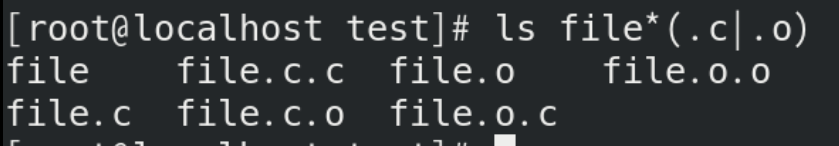 [root@localhost test]# ls file*(.c|.o)
file    file.c.c  file.o    file.o.o
file.c  file.c.o  file.o.c